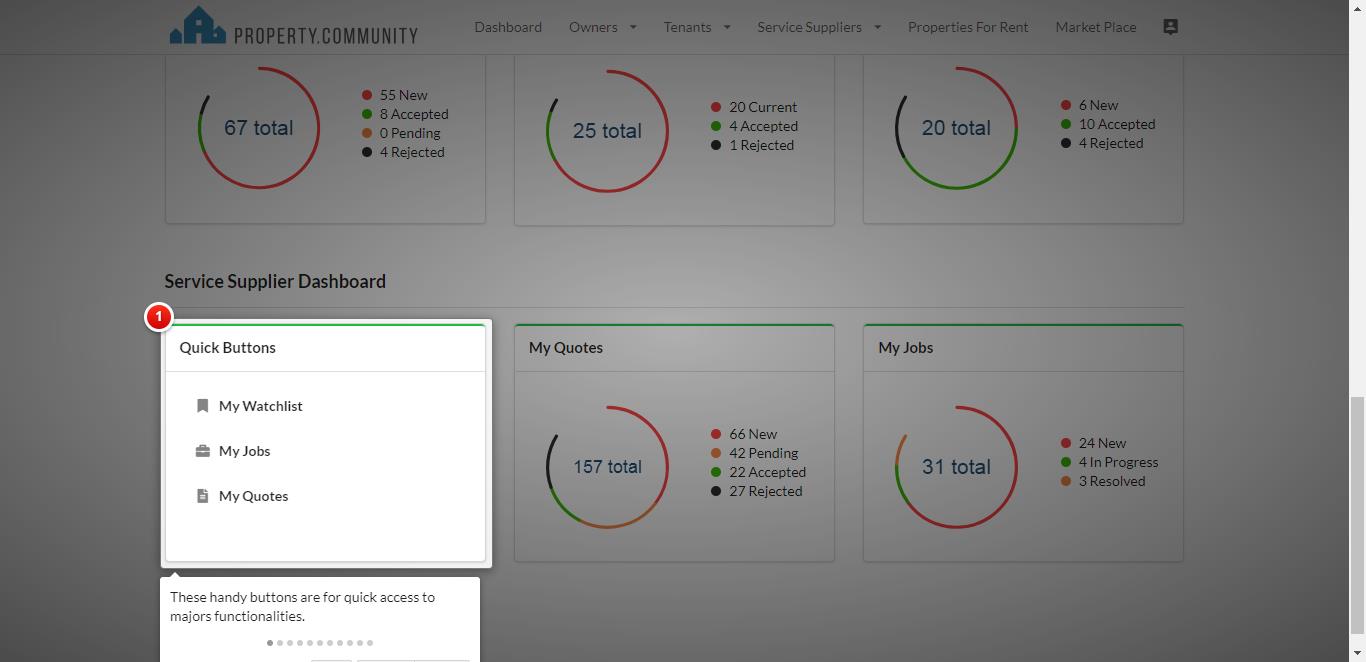 PROPERTY.COMMUNITY
Dashboard Owners Tenants Service Suppliers Properties For Rent Market Place
67 total
55 New
8 Accepted
0 Pending
4 Rejected
25 total
20 Current
4 Accepted
1 Rejected
20 total
6 New
10 Accepted
4 Rejected
Service Supplier Dashboard
1
Quick Buttons
My Watchlist
My Jobs
My Quotes
My Quotes
157 total
66 New
42 Pending
22 Accepted
27 Rejected
My Jobs
31 total
24 New
4 In Progress
3 Resolved
These handy buttons are for quick access to
majors functionalities.